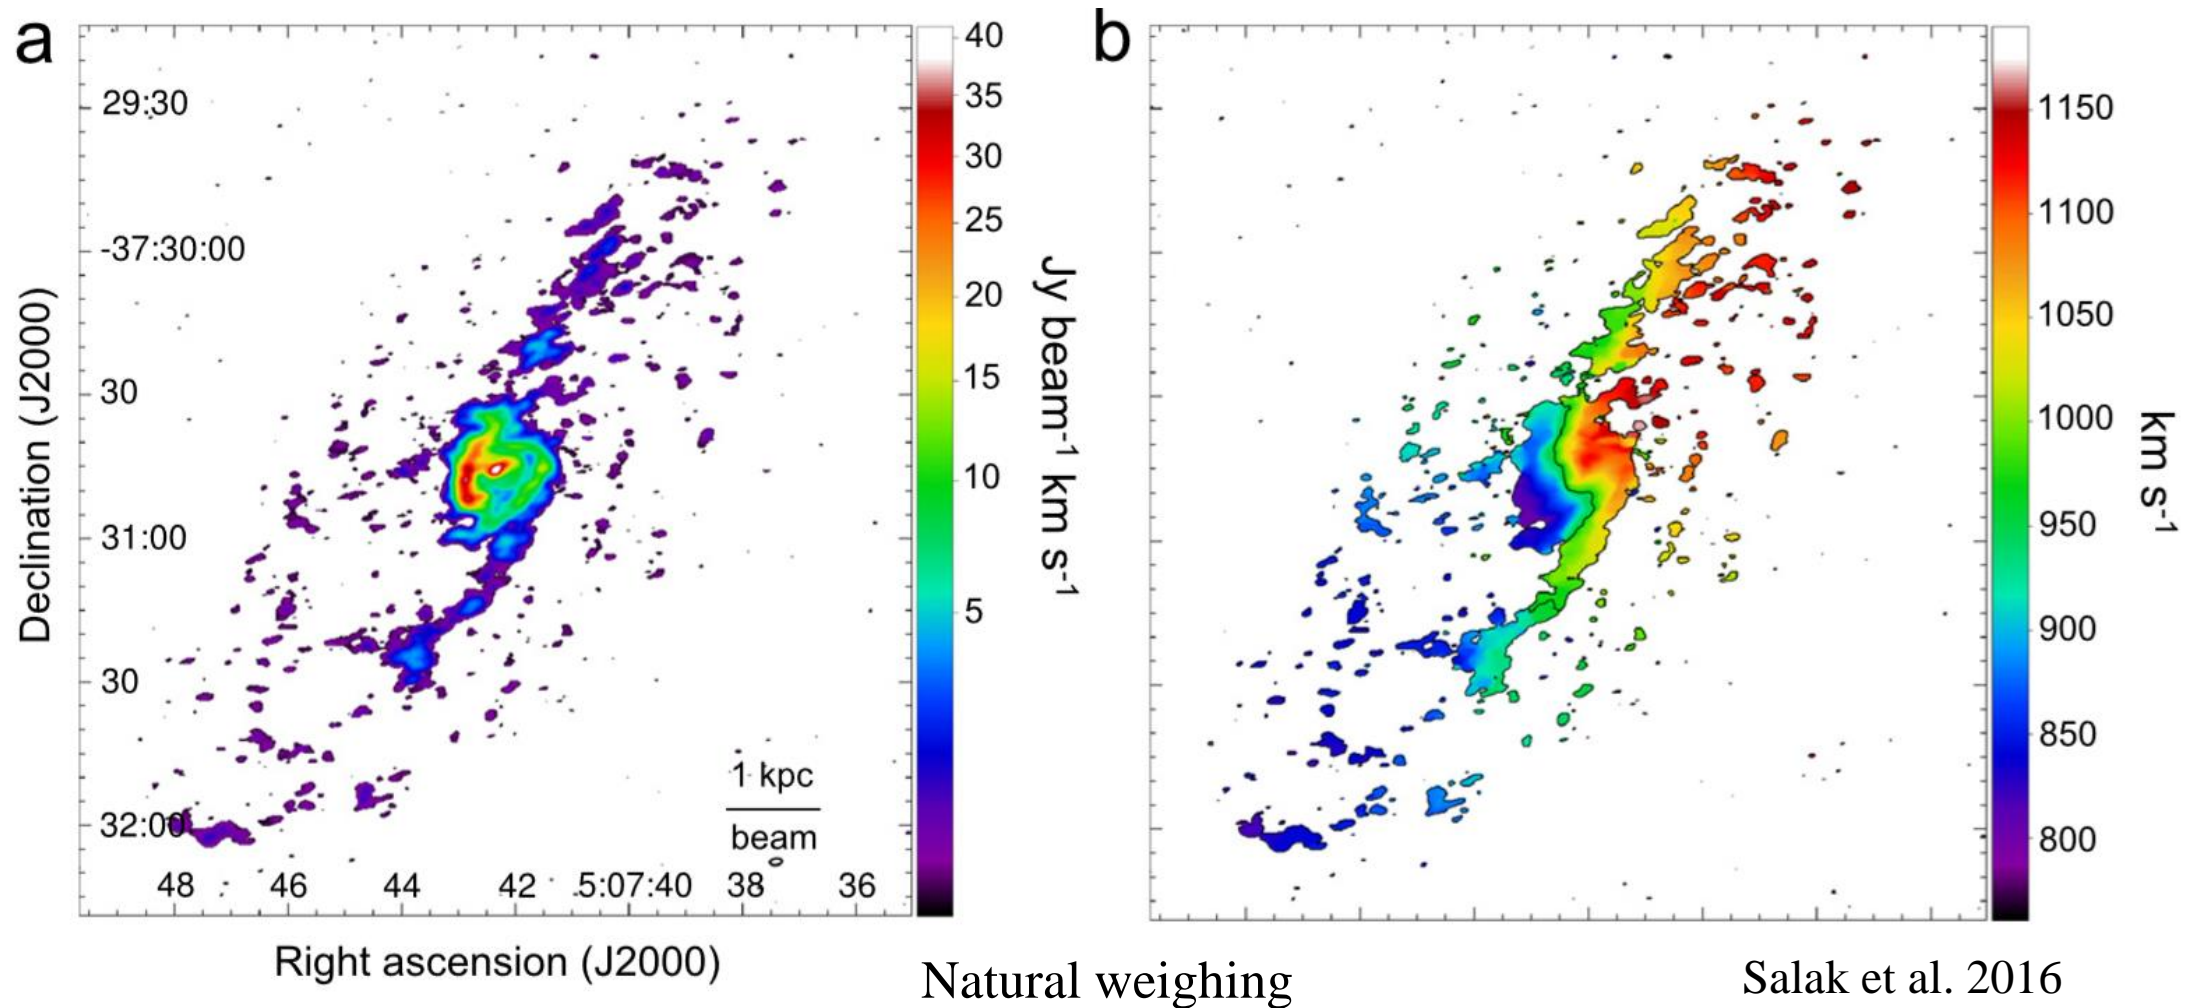 a
b
40
35
30
25
20
15
10
5
Jy beam-1 km s-1
29:30
-37:30:00
30
31:00
30
32:00
Declination (J2000)
1 kpc
beam
48 46 44 42 5:07:40 38 36
Right ascension (J2000)
1150
1100
1050
1000
950
900
850
800
km s-1
Natural weighing
Salak et al. 2016